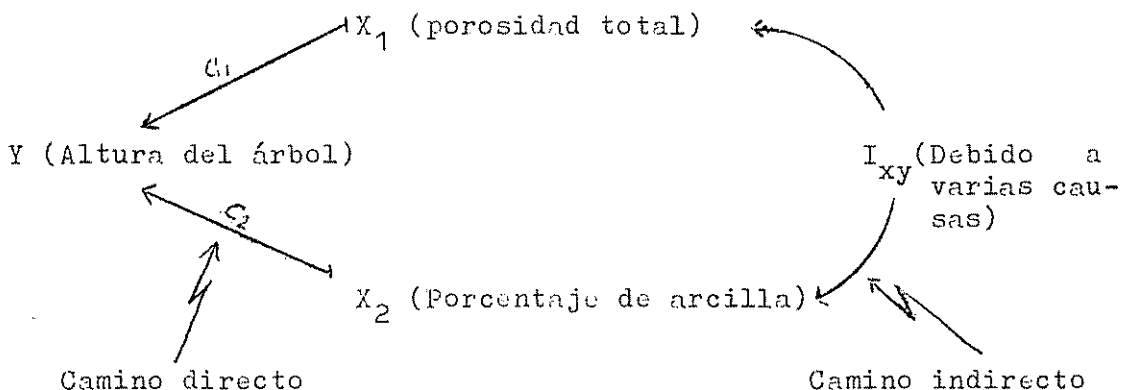 X₁ (porosidad total)
C₁
Y (Altura del árbol)
I_xy (Debido a
varias cau-
sas)
C₂
X₂ (Porcentaje de arcilla)
Camino directo
Camino indirecto